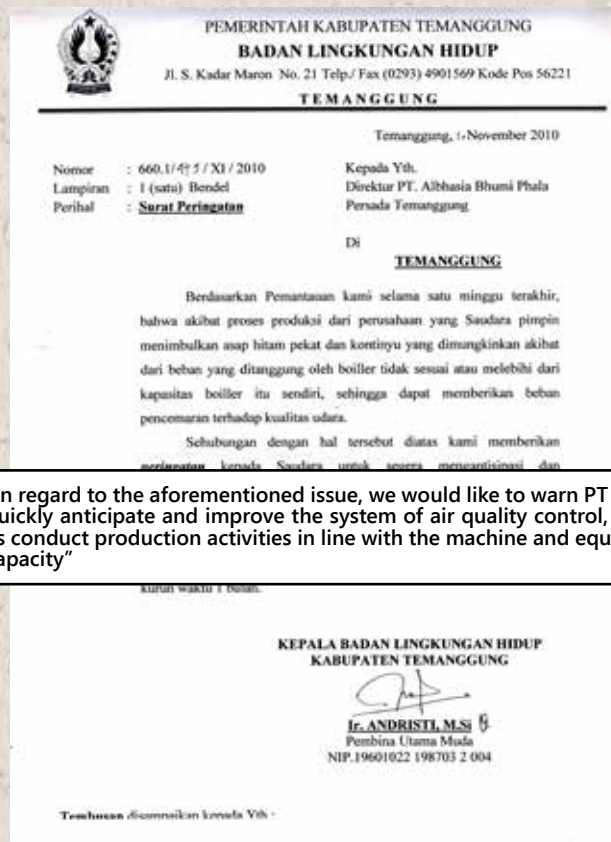 PEMERINTAH KABUPATEN TEMANGGUNG
BADAN LINGKUNGAN HIDUP
Jl. S. Kadar Maron No. 21 Telp./ Fax (0293) 4901569 Kode Pos 56221
TEMANGGUNG
Temanggung, November 2010
Nomor : 660.1/ / XI / 2010
Lampiran : 1 (satu) Bendel
Perihal : Surat Peringatan
Kepada Yth.
Direktur PT. Albhasia Bhumi Phala
Persada Temanggung
Di
TEMANGGUNG
Berdasarkan Pemantauan kami selama satu minggu terakhir,
bahwa akibat proses produksi dari perusahaan yang Saudara pimpin
menimbulkan asap hitam pekat dan kontinyu yang dimungkinkan akibat
dari beban yang ditanggung oleh boiller tidak sesuai atau melebihi dari
kapasitas boiller itu sendiri, sehingga dapat memberikan beban
pencemaran terhadap kualitas udara.
Sehubungan dengan hal tersebut diatas kami memberikan
peringatan kepada Saudara untuk segera mengantisipasi dan
n regard to the aforementioned issue, we would like to warn PT
uickly anticipate and improve the system of air quality control,
s conduct production activities in line with the machine and equ
apacity”
kurun waktu 1 bulan.
KEPALA BADAN LINGKUNGAN HIDUP
KABUPATEN TEMANGGUNG
Ir. ANDRISTI, M.Si
Pembina Utama Muda
NIP.19601022 198703 2 004
Tembusan disampaikan kepada Yth :